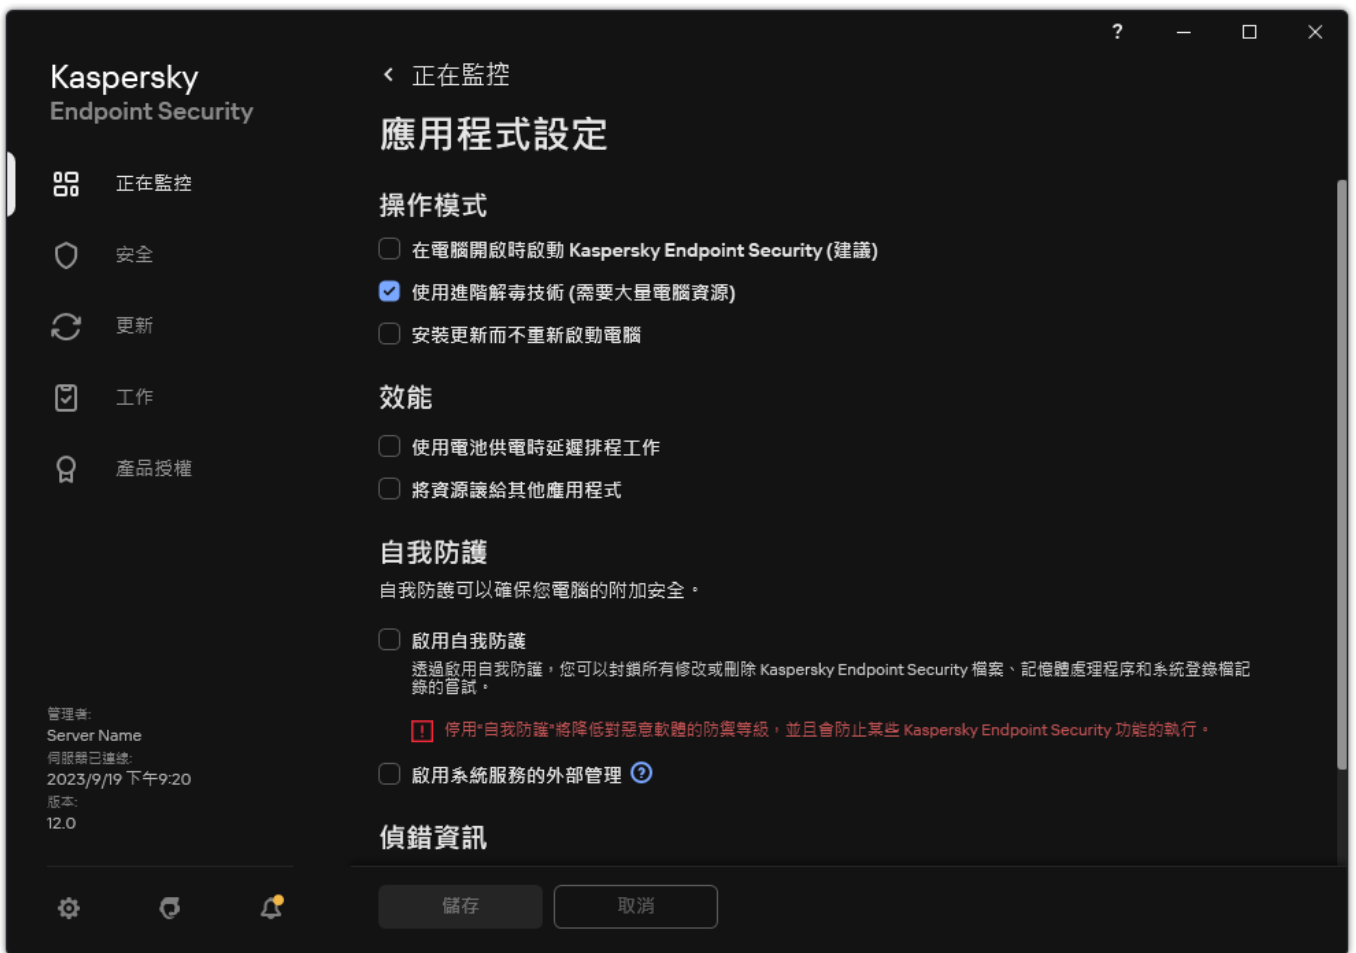 ?
Kaspersky
Endpoint Security
正在監控
安全
更新
工作
產品授權
管理者:
Server Name
伺服器已連線:
2023/9/19 下午9:20
版本:
12.0
正在監控
應用程式設定
操作模式
在電腦開啟時啟動 Kaspersky Endpoint Security (建議)
使用進階解毒技術 (需要大量電腦資源)
安裝更新而不重新啟動電腦
效能
使用電池供電時延遲排程工作
將資源讓給其他應用程式
自我防護
自我防護可以確保您電腦的附加安全。
啟用自我防護
透過啟用自我防護，您可以封鎖所有修改或刪除 Kaspersky Endpoint Security 檔案、記憶體處理程序和系統登錄檔記
錄的嘗試。
停用"自我防護"將降低對惡意軟體的防禦等級，並且會防止某些 Kaspersky Endpoint Security 功能的執行。
啟用系統服務的外部管理 ?
偵錯資訊
儲存
取消